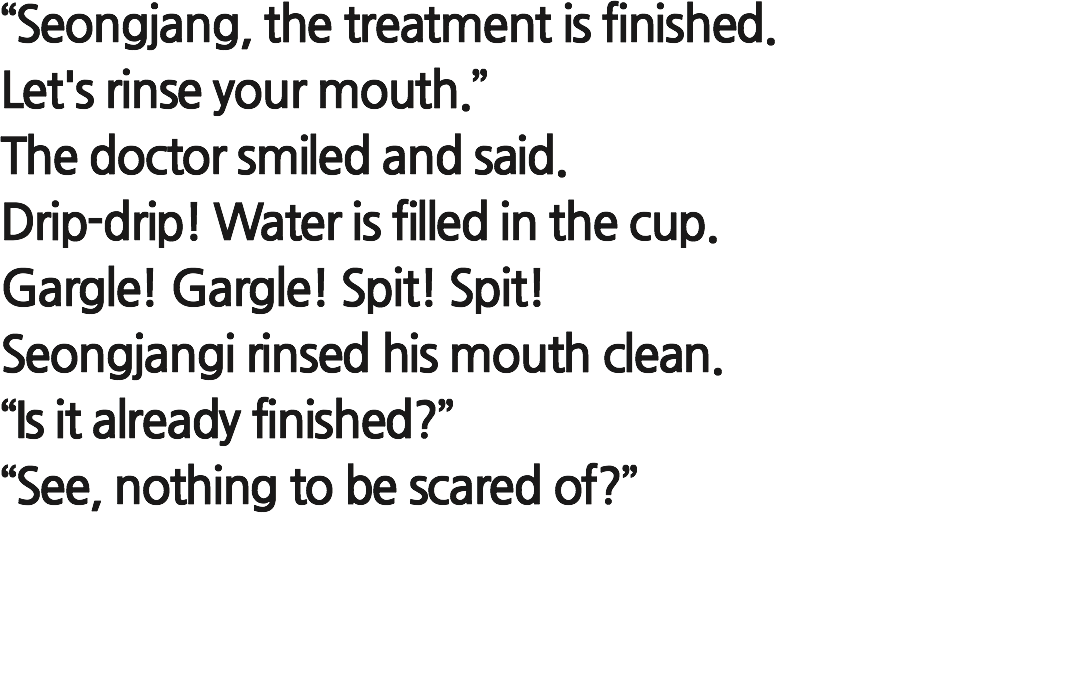 “Seongjang, the treatment is finished.
Let's rinse your mouth.”
The doctor smiled and said.
Drip-drip! Water is filled in the cup.
Gargle! Gargle! Spit! Spit!
Seongjangi rinsed his mouth clean.
“Is it already finished?”
“See, nothing to be scared of?”